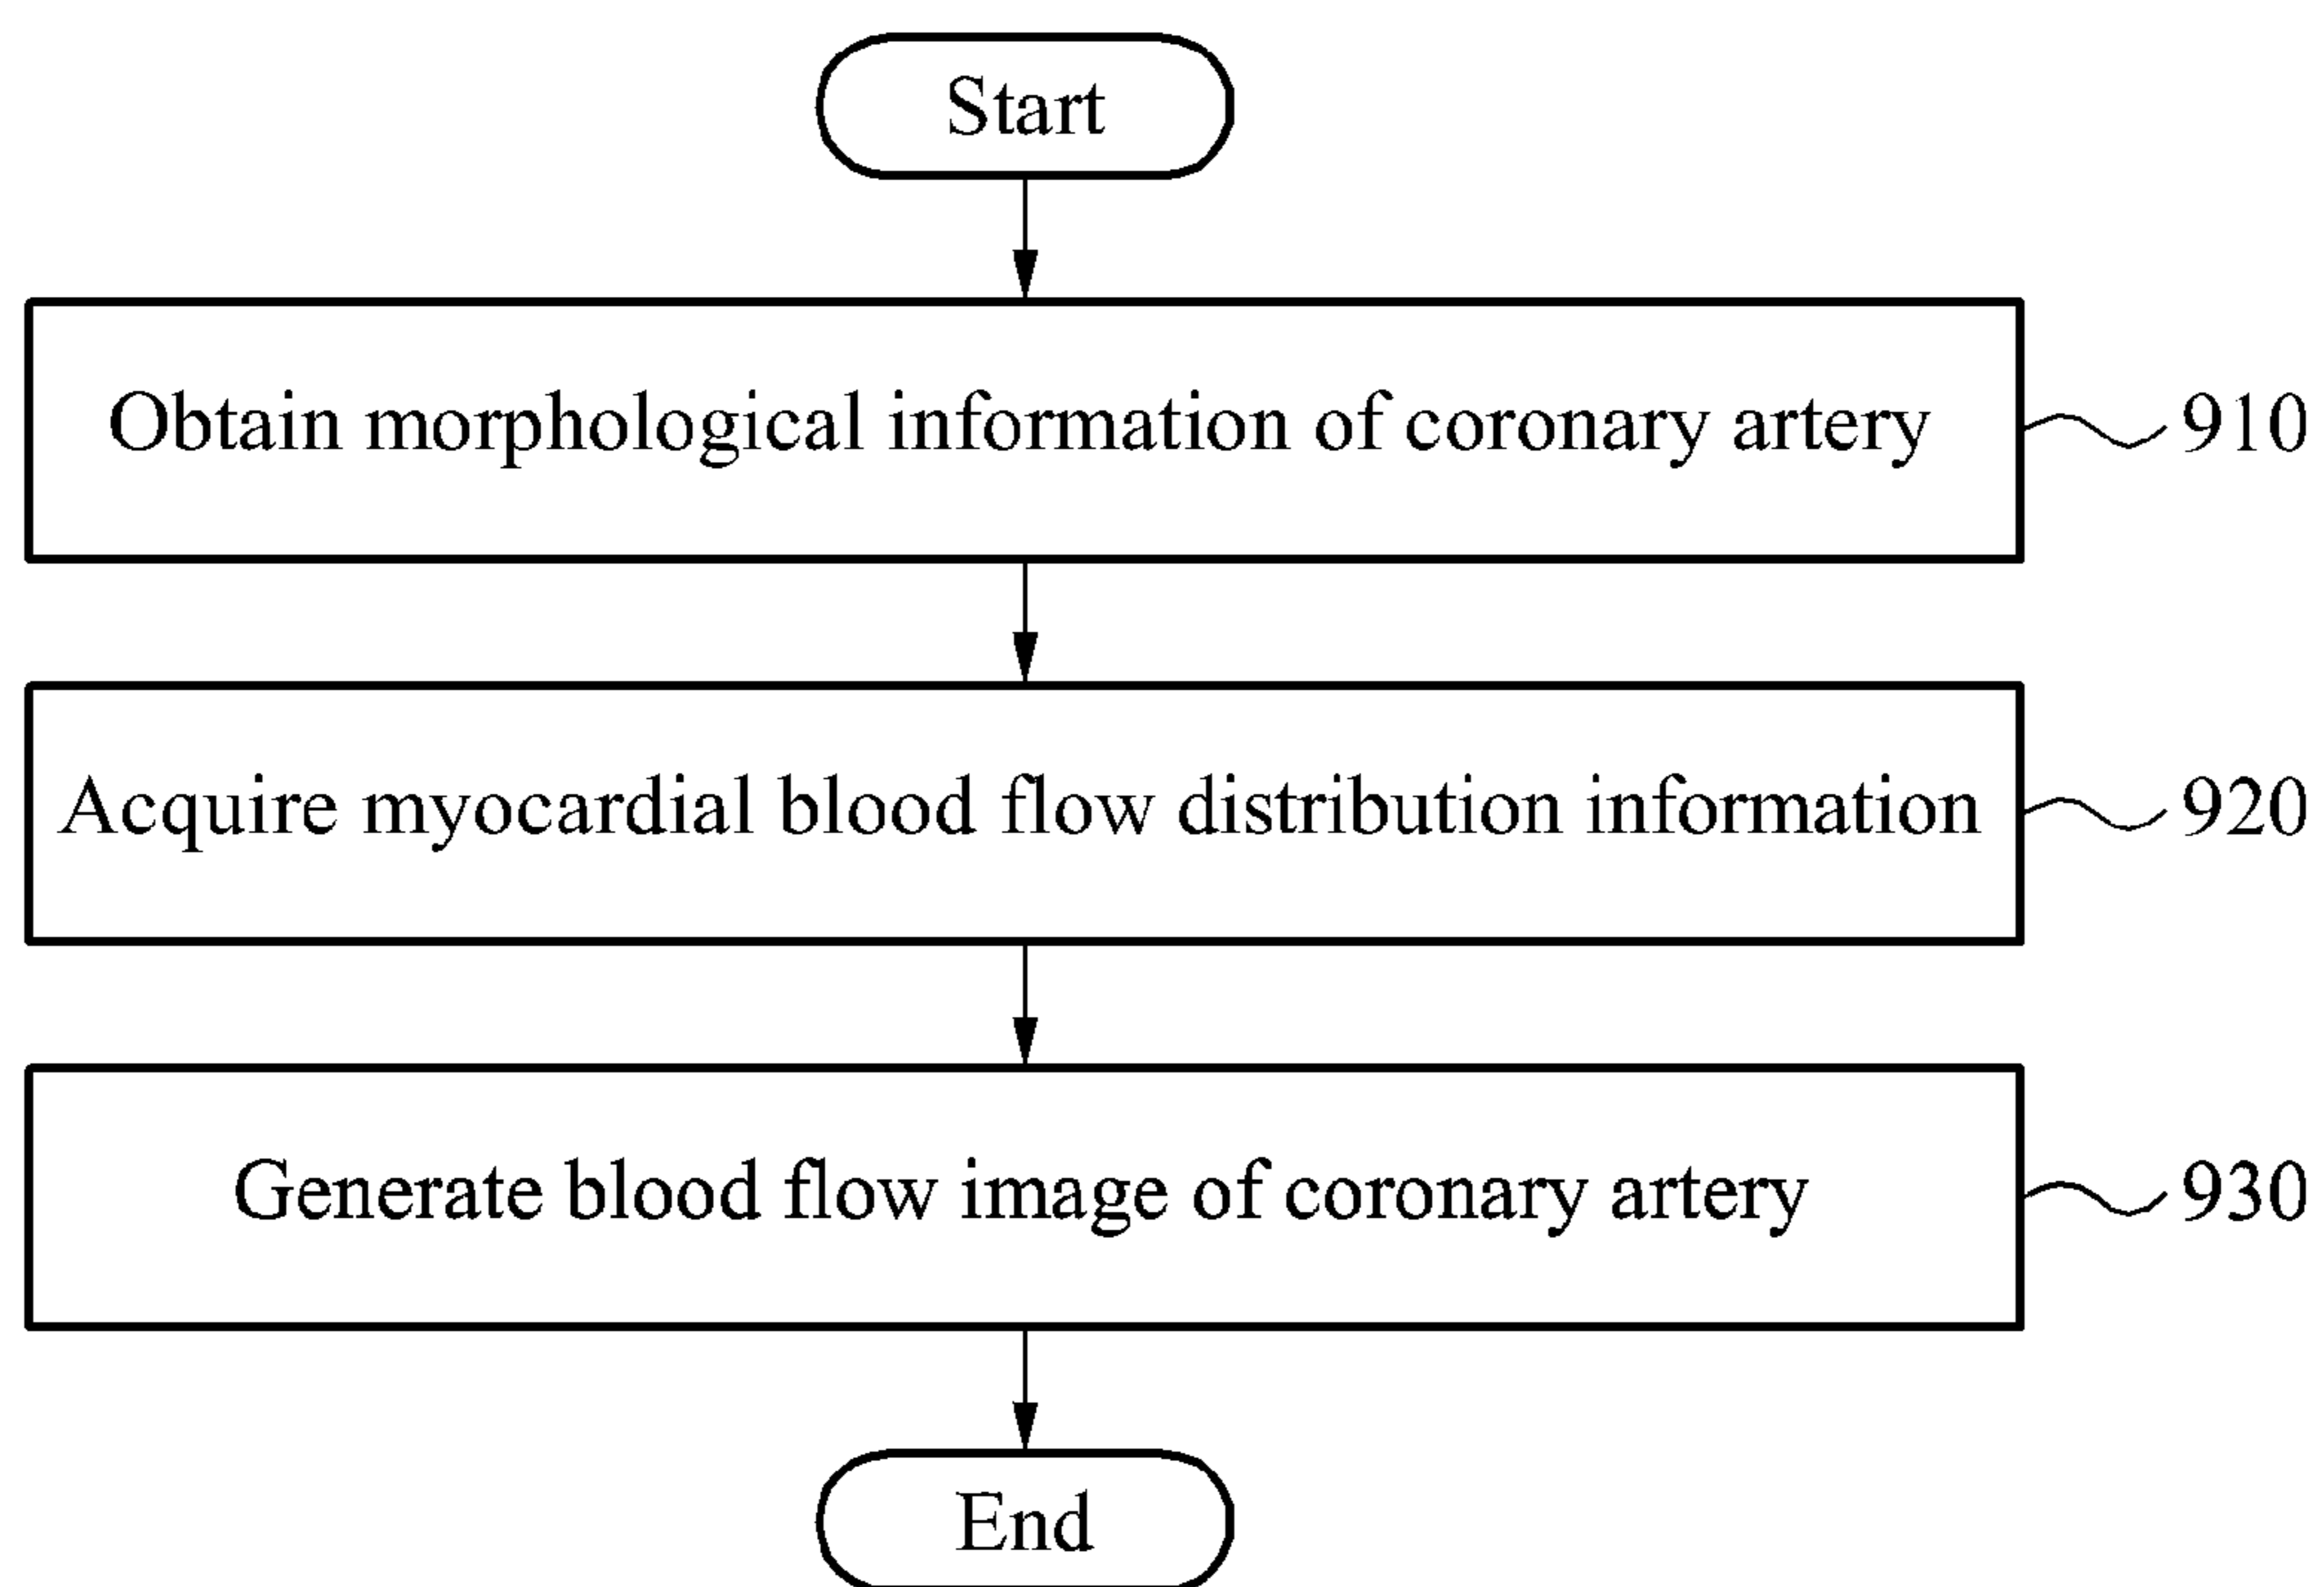 Start
Obtain morphological information of coronary artery
910
Acquire myocardial blood flow distribution information
920
Generate blood flow image of coronary artery
930
End